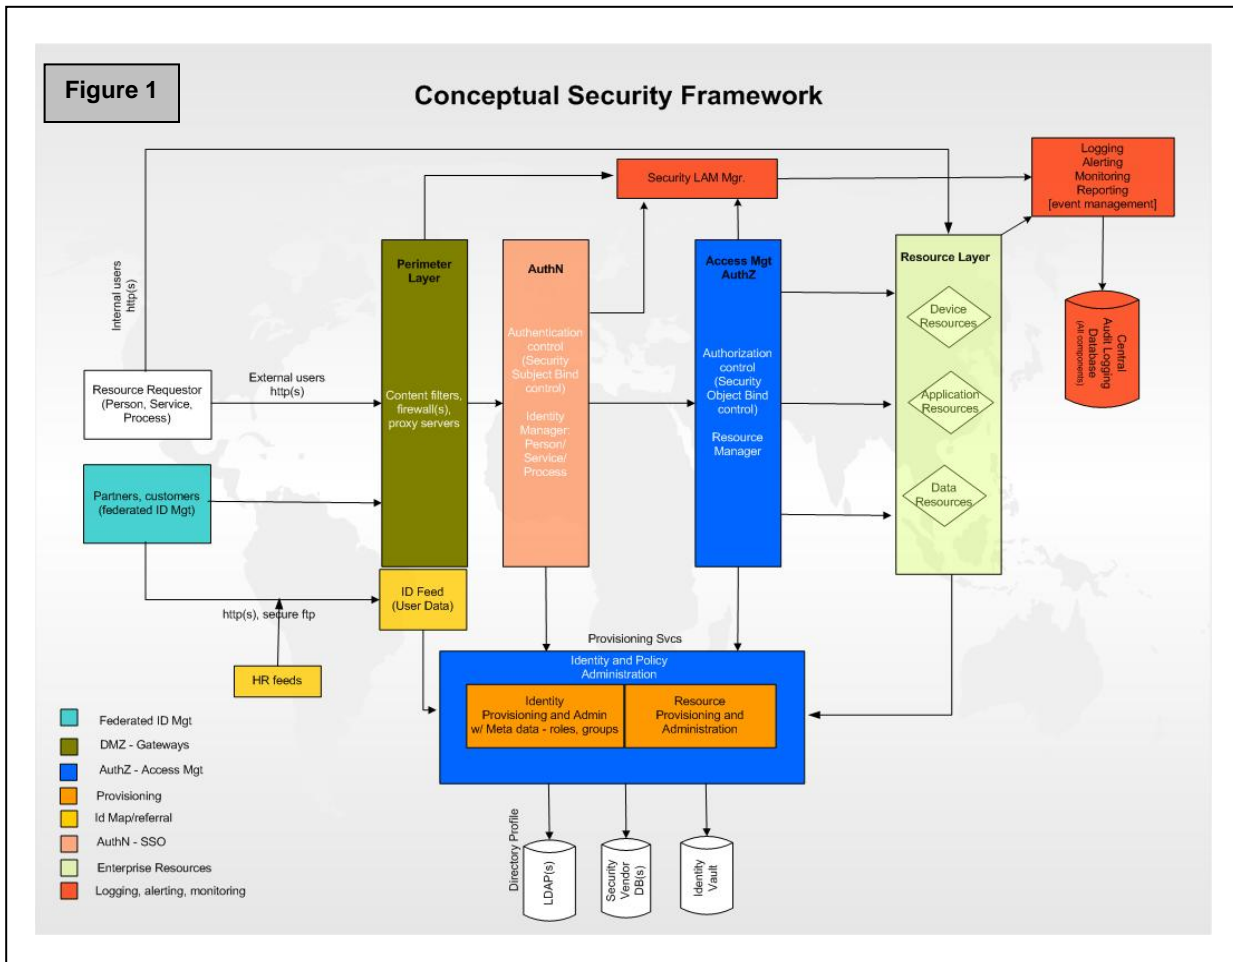 Figure 1
Conceptual Security Framework
Internal users
http(s)
Security LAM Mgr.
Logging
Alerting
Monitoring
Reporting
[event management]
Perimeter
Layer
Content filters,
firewall(s),
proxy servers
AuthN
Authentication
control
(Security
Subject Bind
control)
Identity
Manager:
Person/
Service/
Process
Access Mgt
AuthZ
Authorization
control
(Security
Object Bind
control)
Resource
Manager
Resource Layer
Device
Resources
Application
Resources
Data
Resources
Central
Audit Logging
Database
(All components)
Resource Requestor
(Person, Service,
Process)
External users
http(s)
Partners, customers
(federated ID Mgt)
ID Feed
(User Data)
http(s), secure ftp
HR feeds
Provisioning Svcs
Identity and Policy
Administration
Identity
Provisioning and Admin
w/ Meta data - roles, groups
Resource
Provisioning and
Administration
Directory Profile
LDAP(s)
Security
Vendor
DB(s)
Identity
Vault
Federated ID Mgt
DMZ - Gateways
AuthZ - Access Mgt
Provisioning
Id Map/referral
AuthN - SSO
Enterprise Resources
Logging, alerting, monitoring